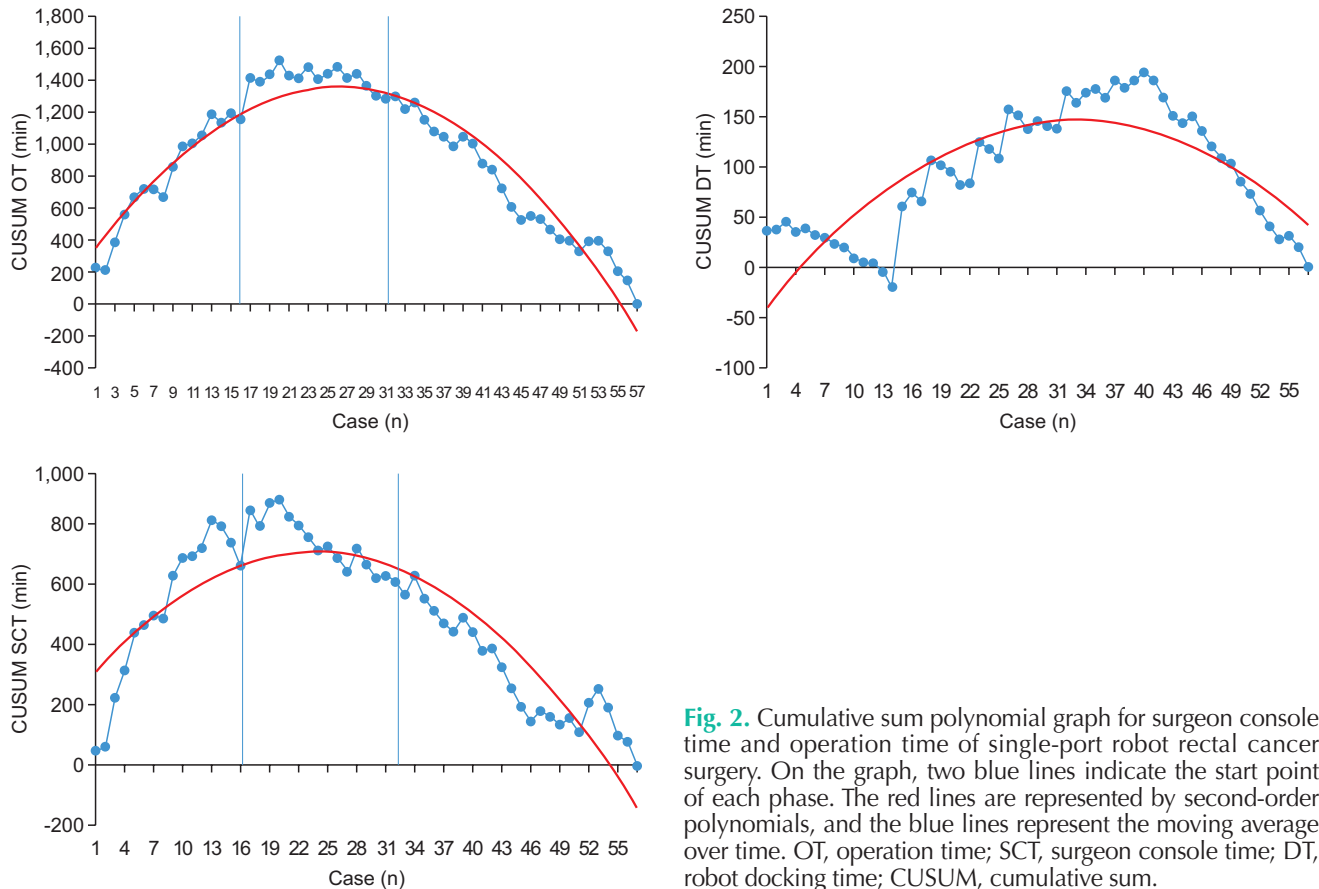 1,800
1,600
1,400
1,200
1,000
800
600
400
200
0
-200
-400
CUSUM OT (min)
1 3 5 7 9 11 13 15 17 19 21 23 25 27 29 31 33 35 37 39 41 43 45 47 49 51 53 55 57
Case (n)
250
200
150
100
50
0
-50
-100
CUSUM DT (min)
1 4 7 10 13 16 19 22 25 28 31 34 37 40 43 46 49 52 55
Case (n)
1,000
800
600
400
200
0
-200
CUSUM SCT (min)
1 4 7 10 13 16 19 22 25 28 31 34 37 40 43 46 49 52 55
Case (n)
Fig. 2. Cumulative sum polynomial graph for surgeon console
time and operation time of single-port robot rectal cancer
surgery. On the graph, two blue lines indicate the start point
of each phase. The red lines are represented by second-order
polynomials, and the blue lines represent the moving average
over time. OT, operation time; SCT, surgeon console time; DT,
robot docking time; CUSUM, cumulative sum.